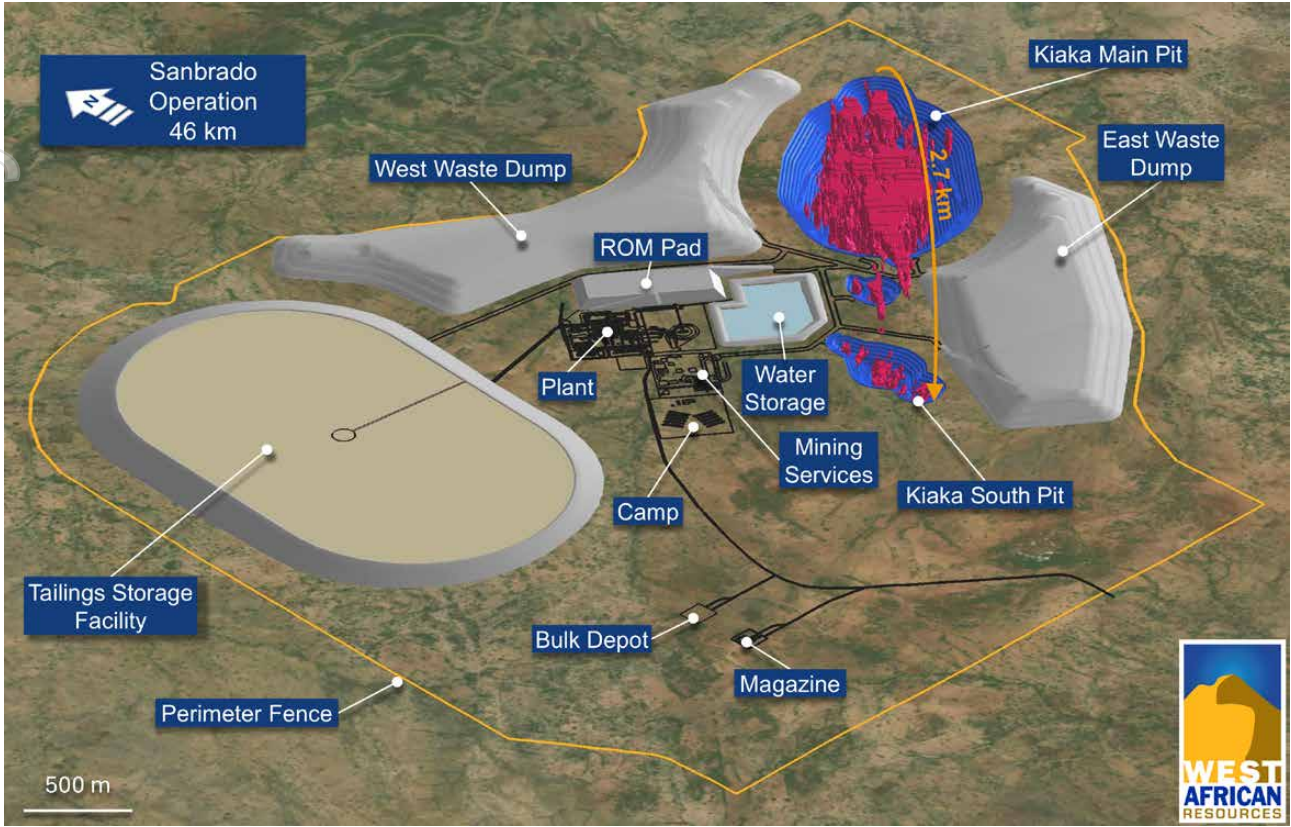 Sanbrado
Operation
46 km
N
Kiaka Main Pit
East Waste
Dump
West Waste Dump
2.7 km
ROM Pad
Plant
Water
Storage
Mining
Services
Kiaka South Pit
Camp
Tailings Storage
Facility
Bulk Depot
Magazine
Perimeter Fence
500 m
WEST
AFRICAN
RESOURCES